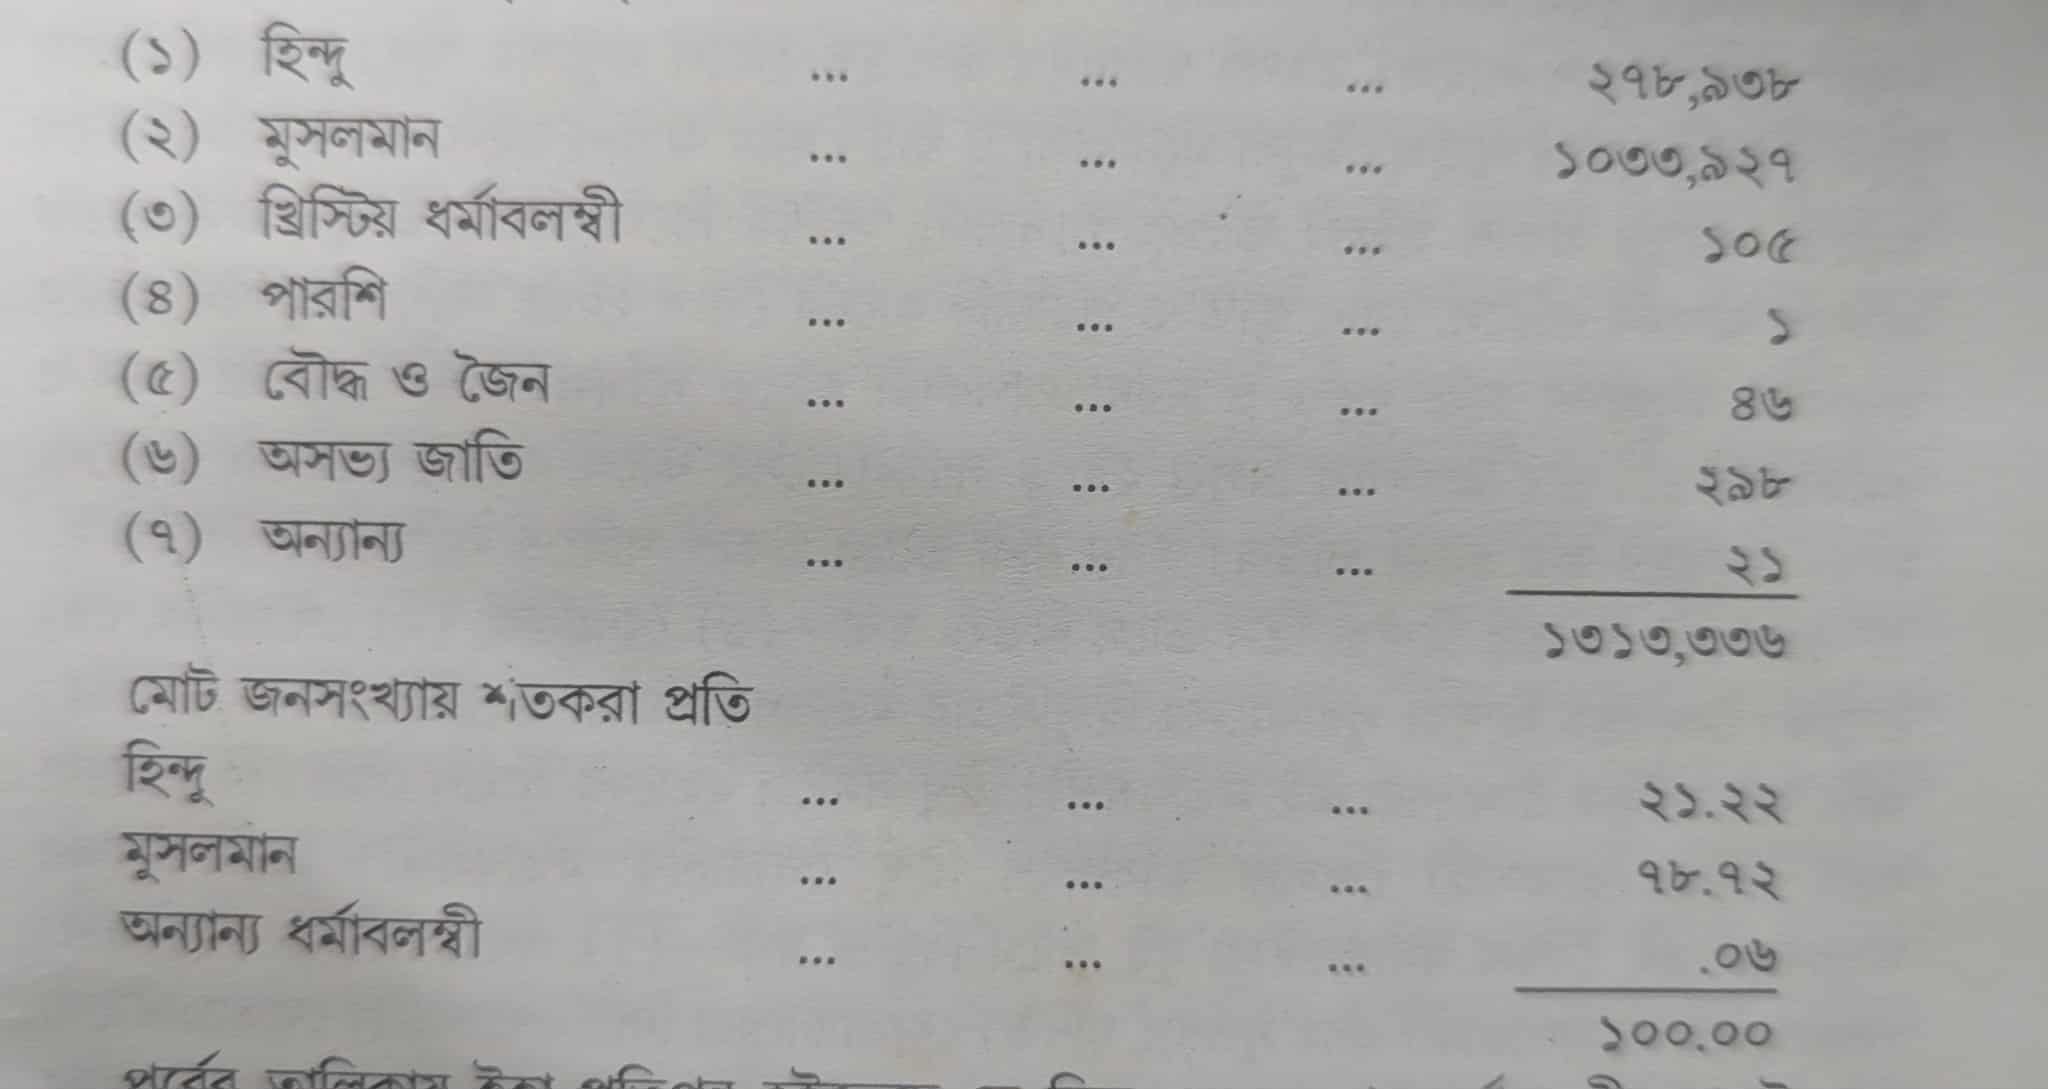 (১) হিন্দু ... ... ... ২৭৮,৯৩৮
(২) মুসলমান ... ... ... ১০৩৩,৯২৭
(৩) খ্রিস্টিয় ধর্মাবলম্বী ... ... ... ১০৫
(৪) পারশি ... ... ... ১
(৫) বৌদ্ধ ও জৈন ... ... ... ৪৬
(৬) অসভ্য জাতি ... ... ... ২৯৮
(৭) অন্যান্য ... ... ... ২১
১৩১৩,৩৩৬
মোট জনসংখ্যায় শতকরা প্রতি
হিন্দু ... ... ... ২১.২২
মুসলমান ... ... ... ৭৮.৭২
অন্যান্য ধর্মাবলম্বী ... ... ... .০৬
১০০.০০